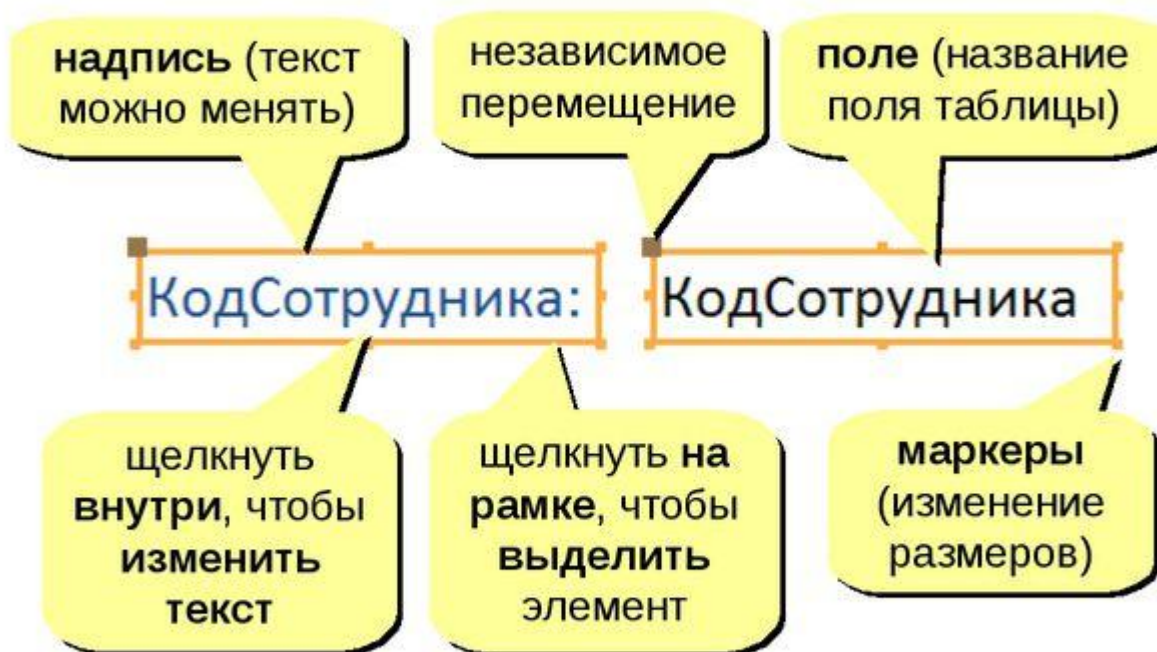 надпись (текст
можно менять)
независимое
перемещение
поле (название
поля таблицы)
КодСотрудника:
КодСотрудника
щелкнуть
внутри, чтобы
изменить
текст
щелкнуть на
рамке, чтобы
выделить
элемент
маркеры
(изменение
размеров)